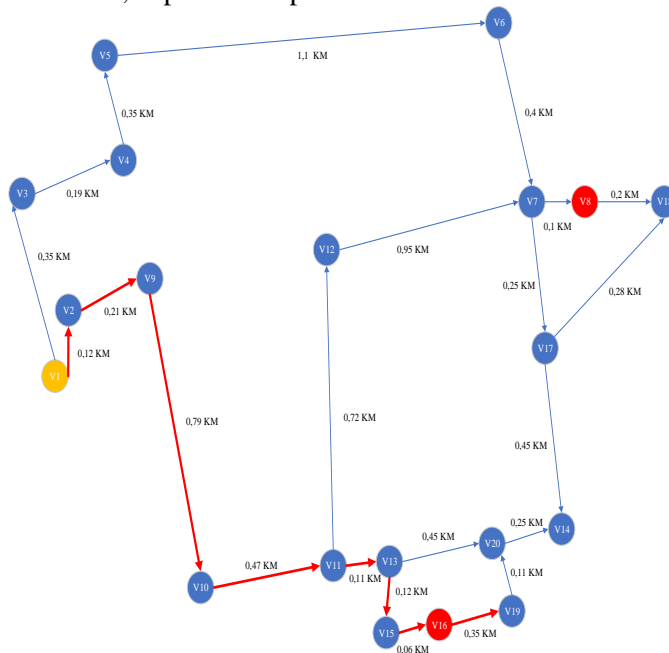 V6
V5
1,1 KM
0,35 KM
0,4 KM
V4
V3
0,19 KM
V7
V8
0,2 KM
V18
0,1 KM
0,35 KM
V12
0,95 KM
V9
V2
0,21 KM
0,25 KM
0,28 KM
V17
0,12 KM
V1
0,79 KM
0,72 KM
0,45 KM
0,25 KM
V14
0,45 KM
V20
V13
V11
0,47 KM
0,11 KM
0,11 KM
V10
0,12 KM
V19
V16
V15
0,35 KM
0.06 KM